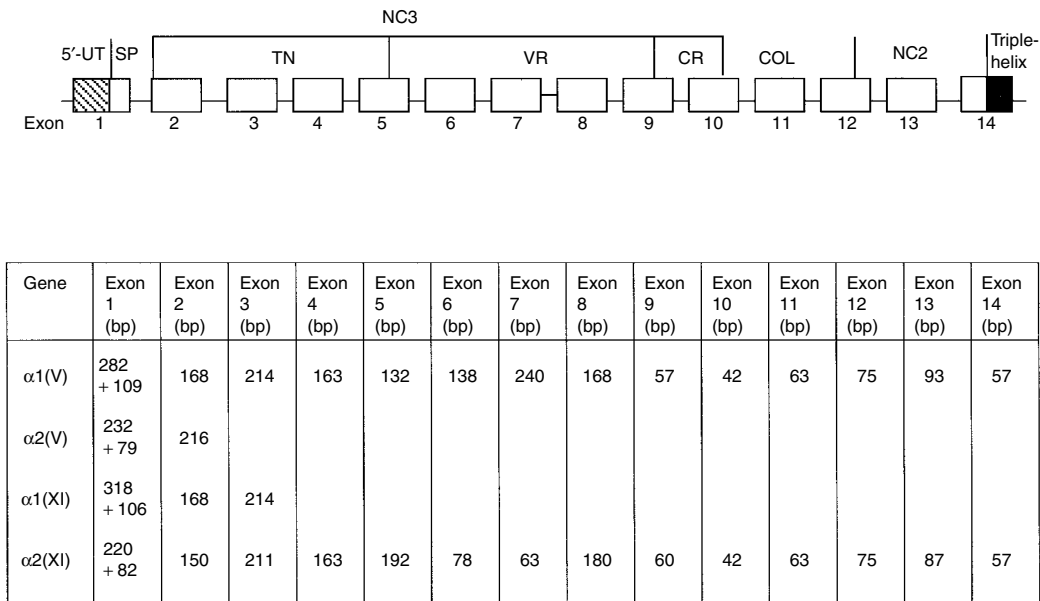 NC3
5′-UT SP TN VR CR COL NC2 Triple-
helix
Exon 1 2 3 4 5 6 7 8 9 10 11 12 13 14
Gene Exon 1 (bp) Exon 2 (bp) Exon 3 (bp) Exon 4 (bp) Exon 5 (bp) Exon 6 (bp) Exon 7 (bp) Exon 8 (bp) Exon 9 (bp) Exon 10 (bp) Exon 11 (bp) Exon 12 (bp) Exon 13 (bp) Exon 14 (bp)
α1(V) 282 + 109 168 214 163 132 138 240 168 57 42 63 75 93 57
α2(V) 232 + 79 216
α1(XI) 318 + 106 168 214
α2(XI) 220 + 82 150 211 163 192 78 63 180 60 42 63 75 87 57